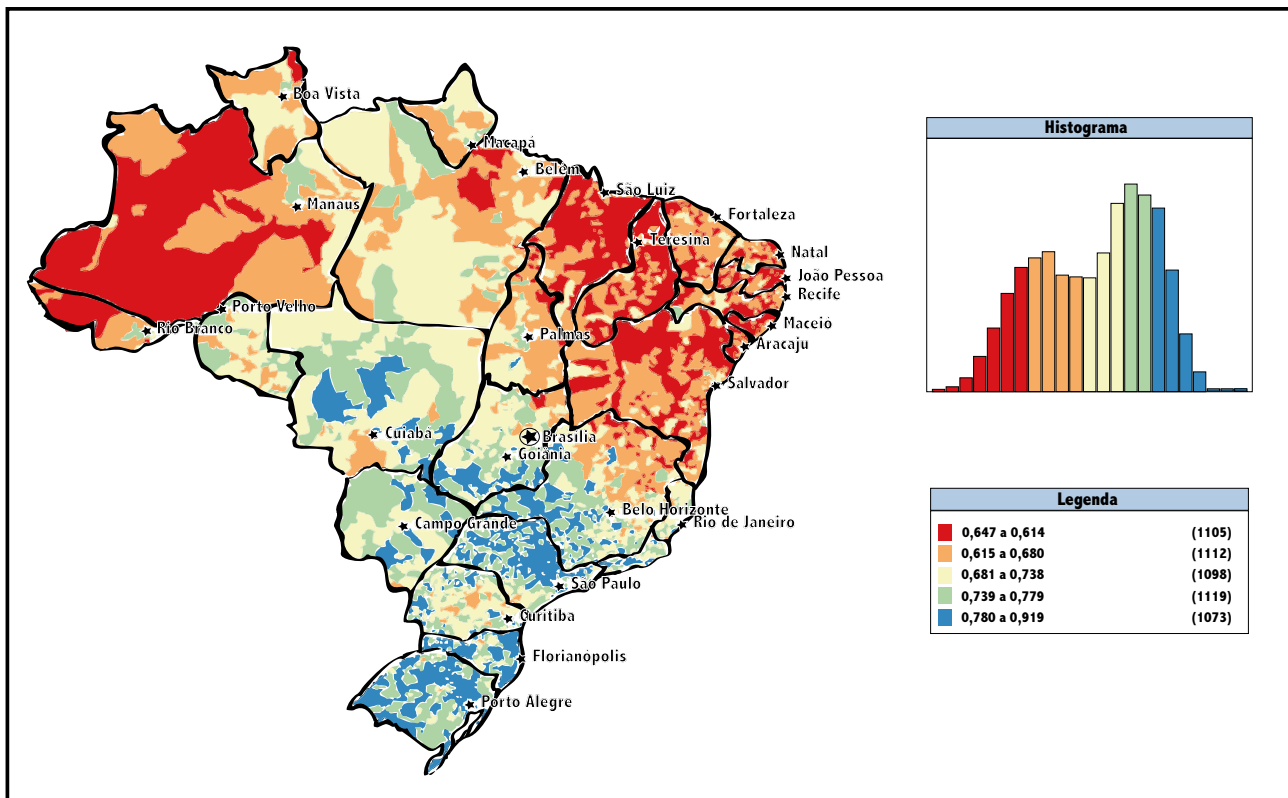 Boa Vista
Macapá
Belém
São Luiz
Manaus
Fortaleza
Teresina
Natal
João Pessoa
Recife
Porto Velho
Maceió
Rio Branco
Palmas
Aracaju
Salvador
Cuiabá
Brasília
Goiânia
Belo Horizonte
Campo Grande
Rio de Janeiro
São Paulo
Curitiba
Florianópolis
Porto Alegre
Histograma
Legenda
0,647 a 0,614 (1105)
0,615 a 0,680 (1112)
0,681 a 0,738 (1098)
0,739 a 0,779 (1119)
0,780 a 0,919 (1073)